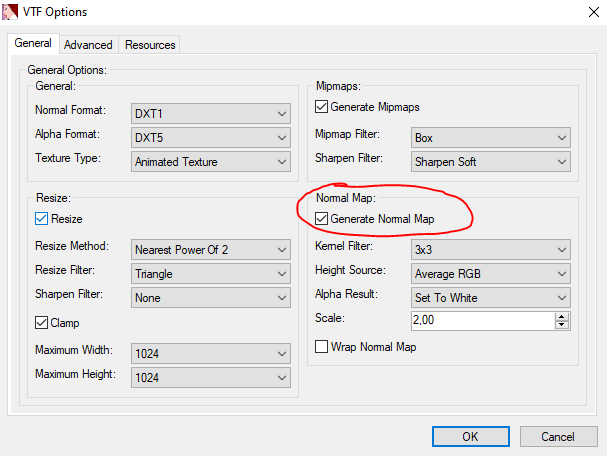 VTF Options
General Advanced Resources
General Options:
General:
Normal Format: DXT1
Alpha Format: DXT5
Texture Type: Animated Texture
Mipmaps:
Generate Mipmaps
Mipmap Filter: Box
Sharpen Filter: Sharpen Soft
Resize:
Resize
Resize Method: Nearest Power Of 2
Resize Filter: Triangle
Sharpen Filter: None
Clamp
Maximum Width: 1024
Maximum Height: 1024
Normal Map:
Generate Normal Map
Kernel Filter: 3x3
Height Source: Average RGB
Alpha Result: Set To White
Scale: 2,00
Wrap Normal Map
OK Cancel